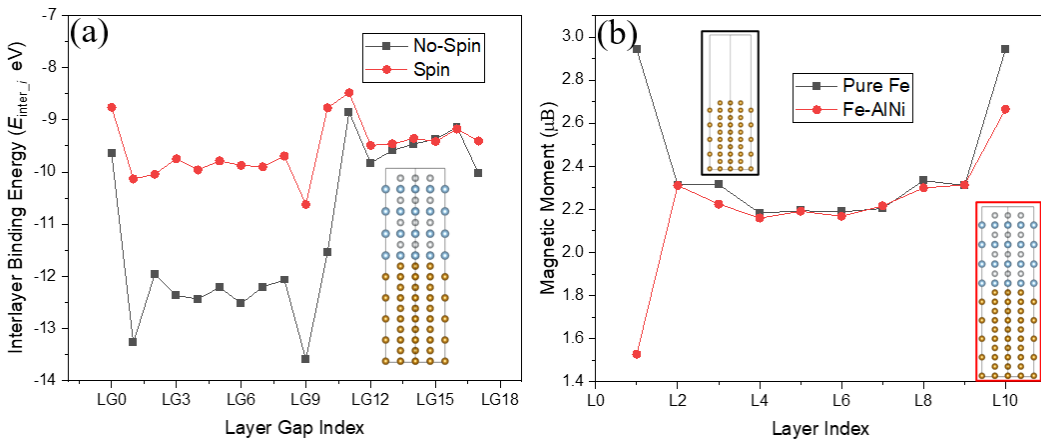 (a)
No-Spin
Spin
Interlayer Binding Energy (E_inter_i eV)
-7
-8
-9
-10
-11
-12
-13
-14
LG0 LG3 LG6 LG9 LG12 LG15 LG18
Layer Gap Index
(b)
Pure Fe
Fe-AlNi
Magnetic Moment (μB)
3.0
2.8
2.6
2.4
2.2
2.0
1.8
1.6
1.4
L0 L2 L4 L6 L8 L10
Layer Index